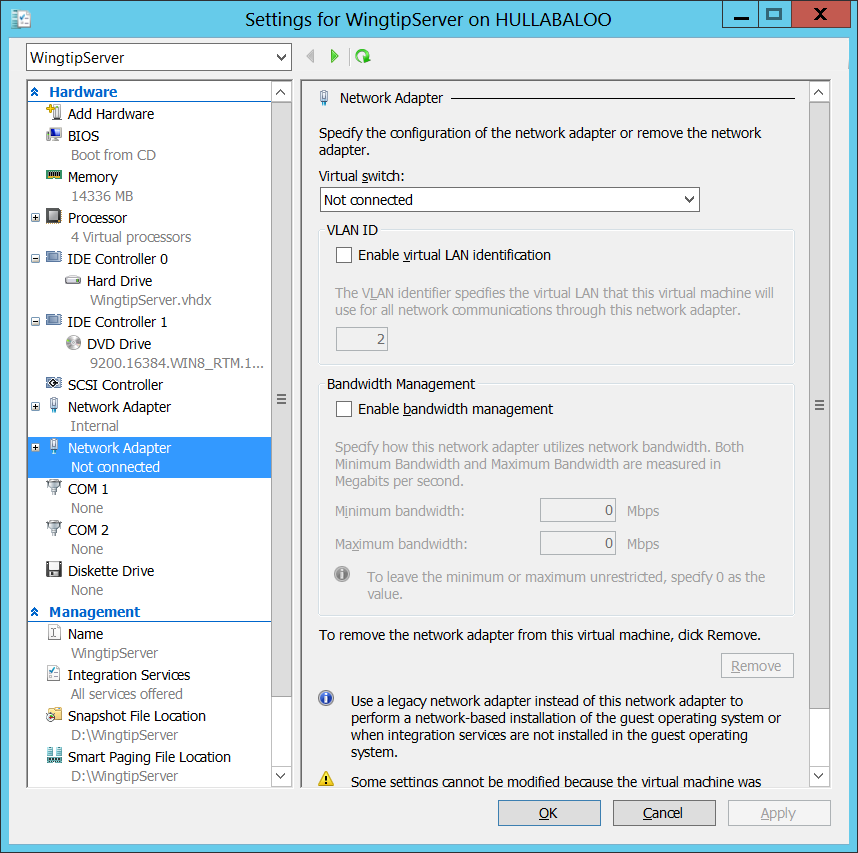 Settings for WingtipServer on HULLABALOO
WingtipServer
Hardware
Add Hardware
BIOS
Boot from CD
Memory
14336 MB
Processor
4 Virtual processors
IDE Controller 0
Hard Drive
WingtipServer.vhdx
IDE Controller 1
DVD Drive
9200.16384.WIN8_RTM.1...
SCSI Controller
Network Adapter
Internal
Network Adapter
Not connected
COM 1
None
COM 2
None
Diskette Drive
None
Management
Name
WingtipServer
Integration Services
All services offered
Snapshot File Location
D:\WingtipServer
Smart Paging File Location
D:\WingtipServer
Network Adapter
Specify the configuration of the network adapter or remove the network
adapter.
Virtual switch:
Not connected
VLAN ID
Enable virtual LAN identification
The VLAN identifier specifies the virtual LAN that this virtual machine will
use for all network communications through this network adapter.
2
Bandwidth Management
Enable bandwidth management
Specify how this network adapter utilizes network bandwidth. Both
Minimum Bandwidth and Maximum Bandwidth are measured in
Megabits per second.
Minimum bandwidth: 0 Mbps
Maximum bandwidth: 0 Mbps
To leave the minimum or maximum unrestricted, specify 0 as the
value.
To remove the network adapter from this virtual machine, click Remove.
Remove
Use a legacy network adapter instead of this network adapter to
perform a network-based installation of the guest operating system or
when integration services are not installed in the guest operating
system.
Some settings cannot be modified because the virtual machine was
OK Cancel Apply